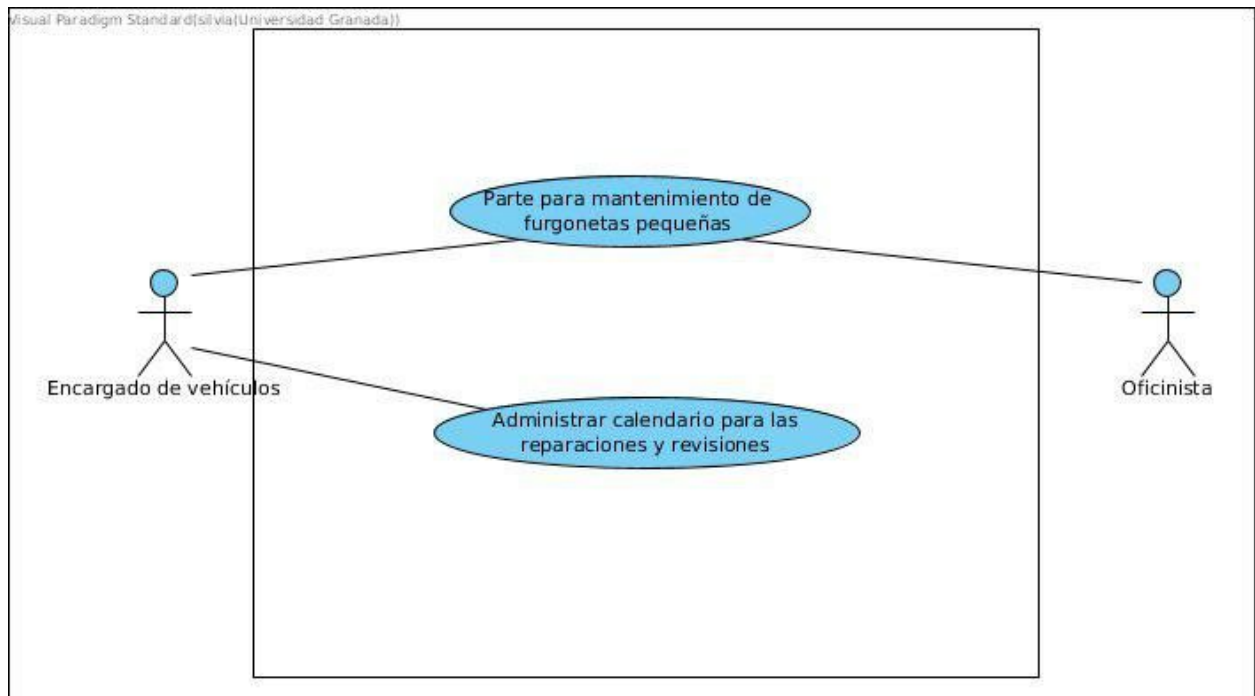 Visual Paradigm Standard(silvia(Universidad Granada))
Parte para mantenimiento de
furgonetas pequeñas
Encargado de vehículos
Oficinista
Administrar calendario para las
reparaciones y revisiones